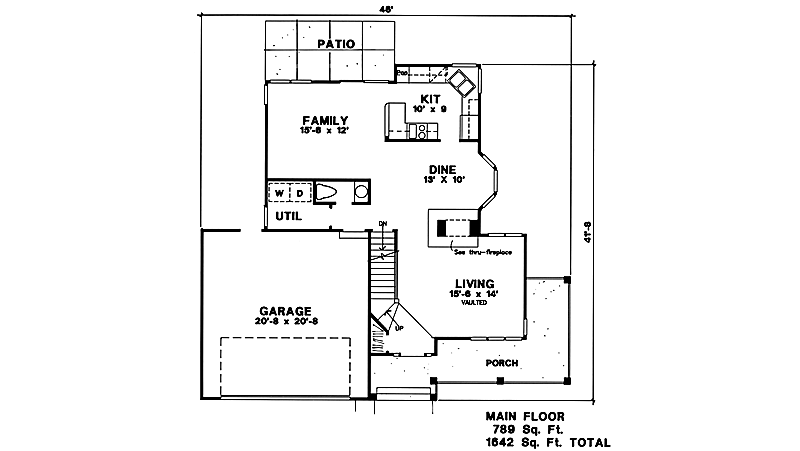 46'
PATIO
KIT
10' x 9
FAMILY
15'-6 x 12'
DINE
13' X 10'
W D
UTIL
DN
41'-8
See thru-fireplace
LIVING
15'-6 x 14'
VAULTED
GARAGE
20'-8 x 20'-8
UP
PORCH
MAIN FLOOR
789 Sq. Ft.
1642 Sq. Ft. TOTAL